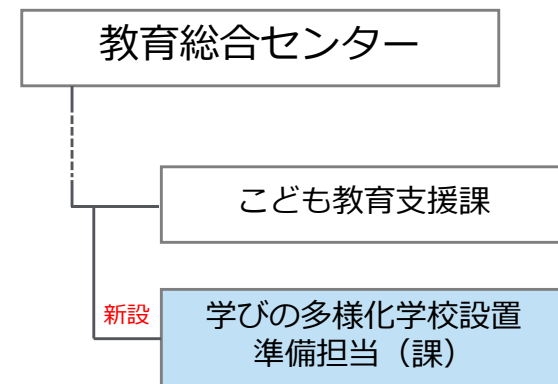 教育総合センター
こども教育支援課
新設
学びの多様化学校設置
準備担当（課）